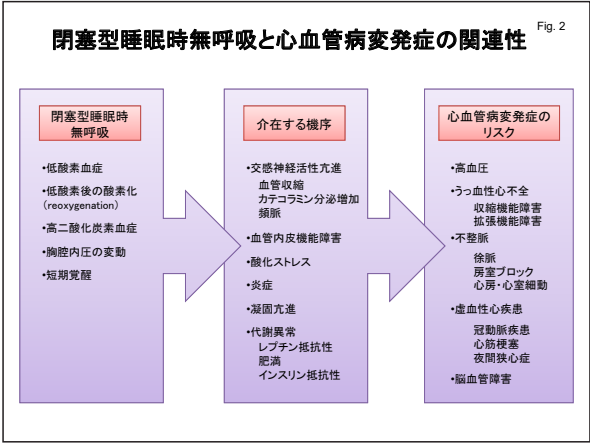 Fig. 2
閉塞型睡眠時無呼吸と心血管病変発症の関連性
閉塞型睡眠時
無呼吸
•低酸素血症
•低酸素後の酸素化
(reoxygenation)
•高二酸化炭素血症
•胸腔内圧の変動
•短期覚醒
介在する機序
•交感神経活性亢進
血管収縮
カテコラミン分泌増加
頻脈
•血管内皮機能障害
•酸化ストレス
•炎症
•凝固亢進
•代謝異常
レプチン抵抗性
肥満
インスリン抵抗性
心血管病変発症の
リスク
•高血圧
•うっ血性心不全
収縮機能障害
拡張機能障害
•不整脈
徐脈
房室ブロック
心房・心室細動
•虚血性心疾患
冠動脈疾患
心筋梗塞
夜間狭心症
•脳血管障害